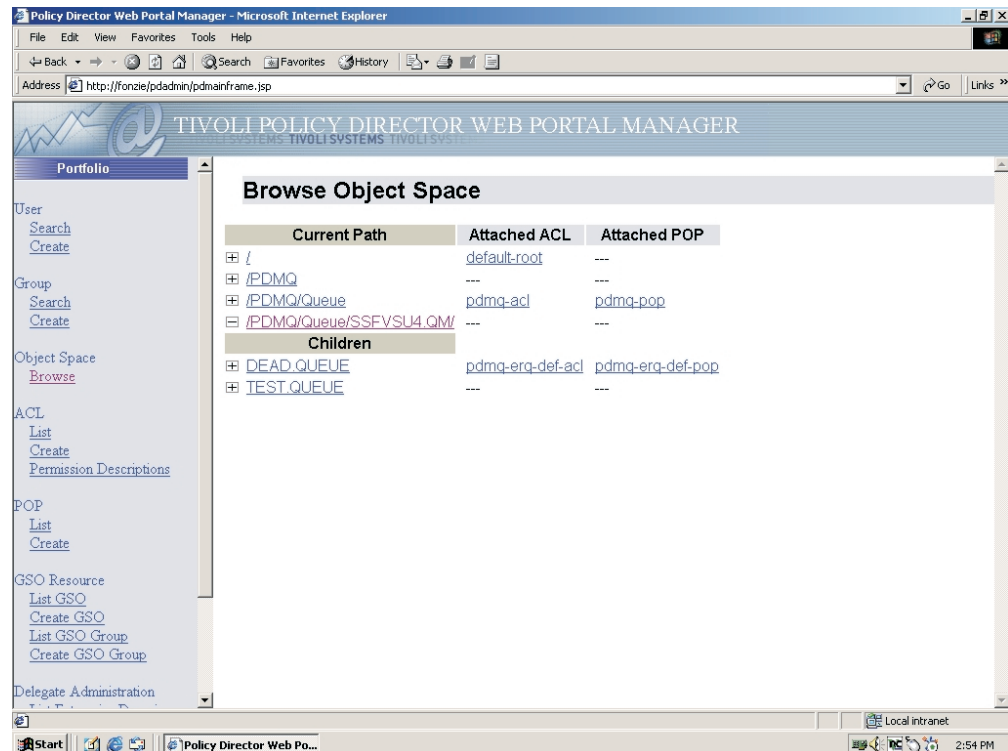 Policy Director Web Portal Manager - Microsoft Internet Explorer
File Edit View Favorites Tools Help
Back Search Favorites History
Address http://fonzie/pdadmin/pdmainframe.jsp Go Links »
TIVOLI POLICY DIRECTOR WEB PORTAL MANAGER
TIVOLI SYSTEMS TIVOLI
Portfolio
User
Search
Create
Group
Search
Create
Object Space
Browse
ACL
List
Create
Permission Descriptions
POP
List
Create
GSO Resource
List GSO
Create GSO
List GSO Group
Create GSO Group
Delegate Administration
Browse Object Space
Current Path Attached ACL Attached POP
/ default-root ---
/PDMQ --- ---
/PDMQ/Queue pdmq-acl pdmq-pop
/PDMQ/Queue/SSFVSU4.QM/ --- ---
Children
DEAD.QUEUE pdmq-erq-def-acl pdmq-erq-def-pop
TEST.QUEUE --- ---
Local intranet
Start Policy Director Web Po... 2:54 PM